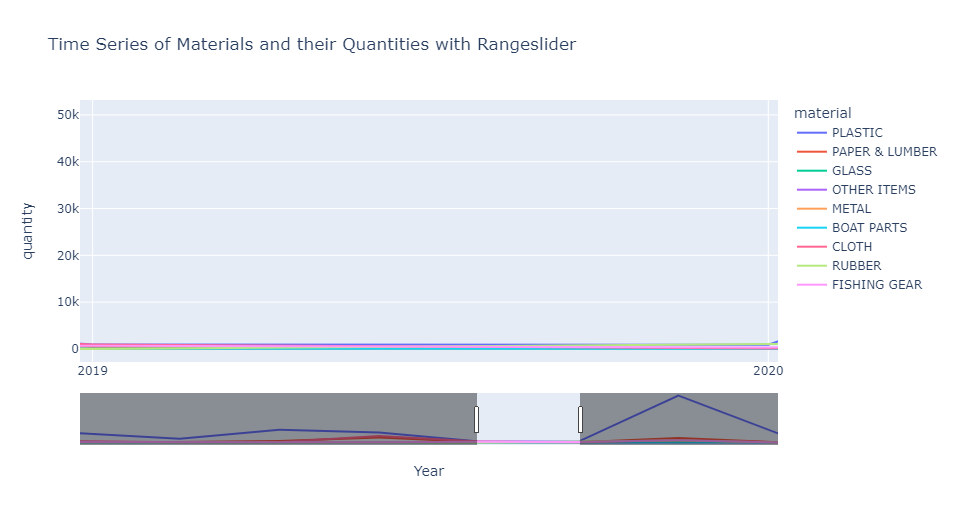 Time Series of Materials and their Quantities with Rangeslider
material
PLASTIC
PAPER & LUMBER
GLASS
OTHER ITEMS
METAL
BOAT PARTS
CLOTH
RUBBER
FISHING GEAR
quantity
50k
40k
30k
20k
10k
0
2019
2020
Year